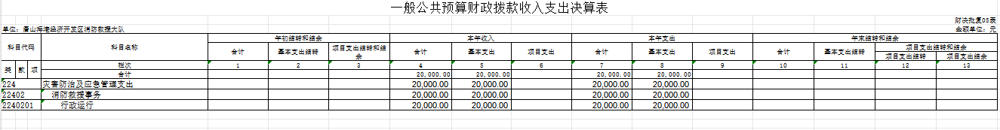 一般公共预算财政拨款收入支出决算表
财决批复05表
单位：唐山海港经济开发区消防救援大队 金额单位：元
科目代码 科目名称 年初结转和结余 本年收入 本年支出 年末结转和结余
合计 基本支出结转 项目支出结转和结余 合计 基本支出 项目支出 合计 基本支出 项目支出 合计 基本支出结转 项目支出结转和结余
项目支出结转 项目支出结余
类 款 项 栏次 1 2 3 4 5 6 7 8 9 10 11 12 13
合计 20,000.00 20,000.00 20,000.00 20,000.00
224 灾害防治及应急管理支出 20,000.00 20,000.00 20,000.00 20,000.00
22402 消防救援事务 20,000.00 20,000.00 20,000.00 20,000.00
2240201 行政运行 20,000.00 20,000.00 20,000.00 20,000.00